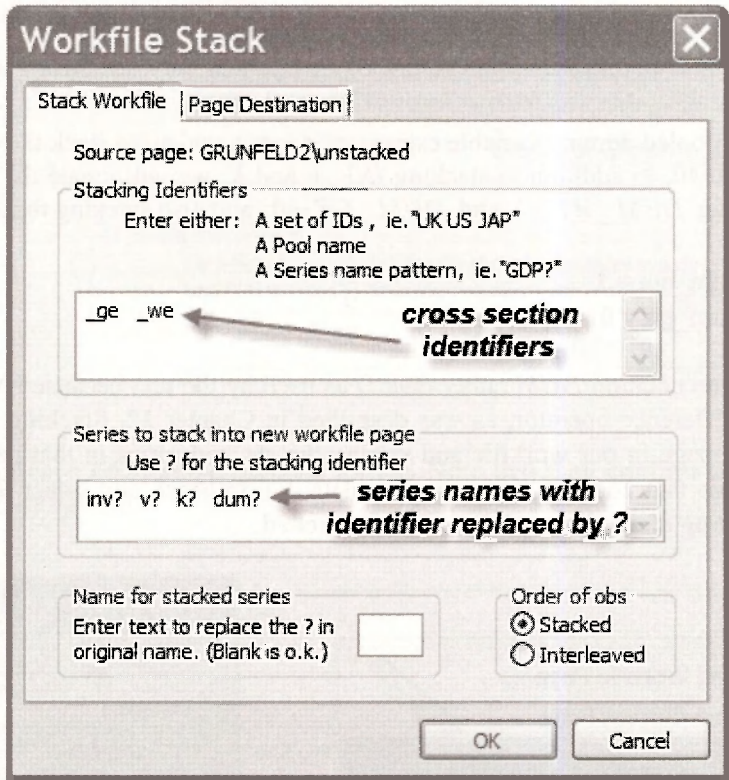 Workfile Stack
Stack Workfile Page Destination
Source page: GRUNFELD2\unstacked
Stacking Identifiers
Enter either: A set of IDs , ie."UK US JAP"
A Pool name
A Series name pattern, ie."GDP?"
_ge _we
cross section
identifiers
Series to stack into new workfile page
Use ? for the stacking identifier
inv? v? k? dum?
series names with
identifier replaced by ?
Name for stacked series
Enter text to replace the ? in
original name. (Blank is o.k.)
Order of obs
Stacked
Interleaved
OK Cancel